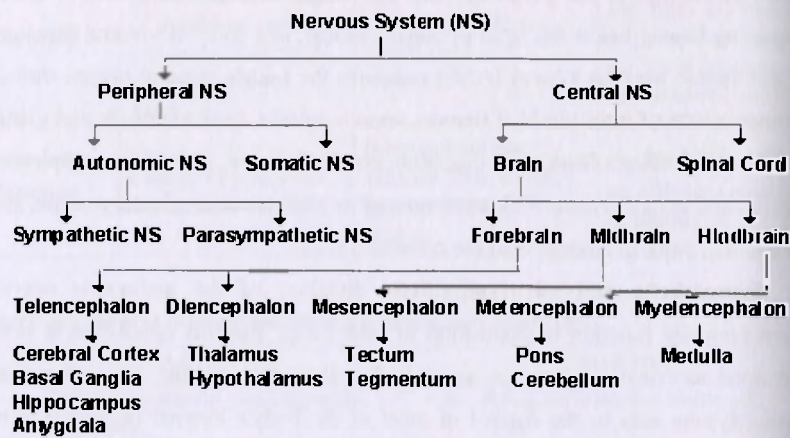 Nervous System (NS)
Peripheral NS Central NS
Autonomic NS Somatic NS Brain Spinal Cord
Sympathetic NS Parasympathetic NS Forebrain Midbrain Hindbrain
Telencephalon Diencephalon Mesencephalon Metencephalon Myelencephalon
Cerebral Cortex Thalamus Tectum Pons Medulla
Basal Ganglia Hypothalamus Tegmentum Cerebellum
Hippocampus
Amygdala